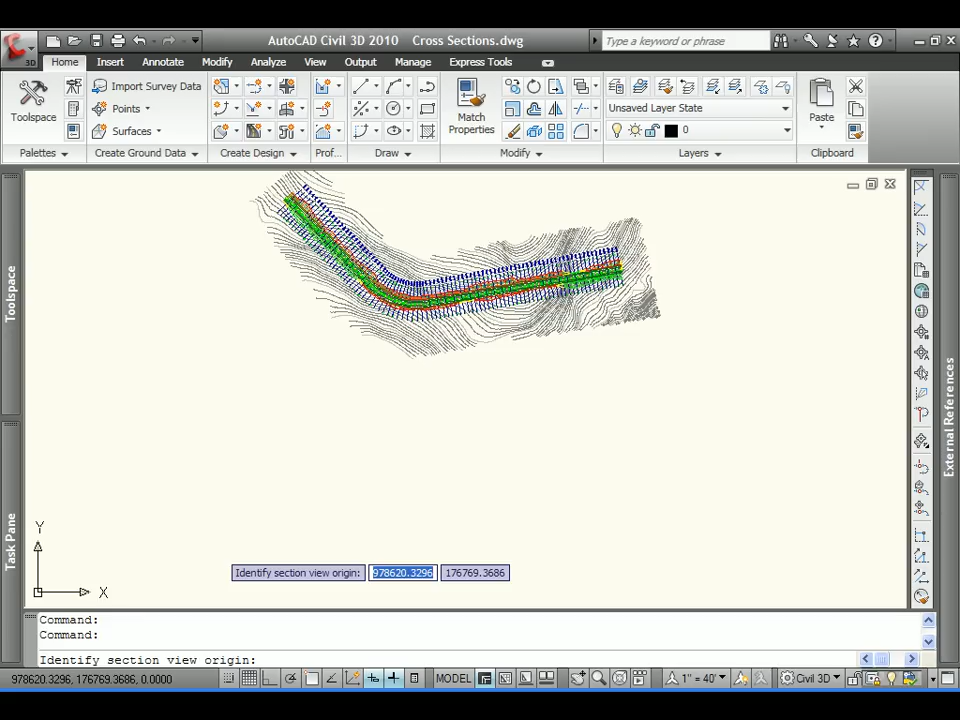 AutoCAD Civil 3D 2010 Cross Sections.dwg Type a keyword or phrase
3D
Home Insert Annotate Modify Analyze View Output Manage Express Tools
Toolspace
Import Survey Data
Points
Surfaces
Match
Properties
Unsaved Layer State
0
Paste
Palettes Create Ground Data Create Design Prof... Draw Modify Layers Clipboard
Toolspace
Task Pane
External References
Y
X
Identify section view origin: 978620.3296 176769.3686
Command:
Command:
Identify section view origin:
978620.3296, 176769.3686, 0.0000 MODEL 1" = 40' Civil 3D